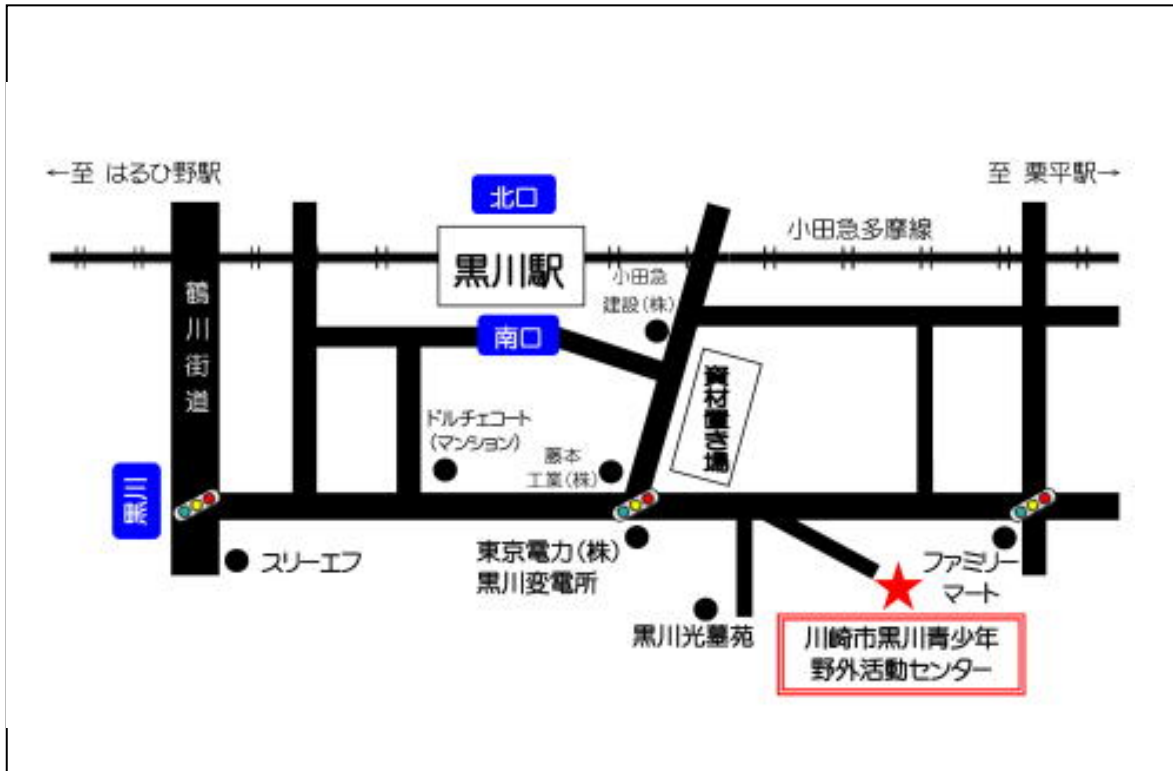 ←至 はるひ野駅
至 栗平駅→
北口
小田急多摩線
黒川駅
小田急
建設(株)
鶴川街道
南口
資材置き場
ドルチェコート
(マンション)
藤本
工業(株)
黒川
スリーエフ
東京電力(株)
黒川変電所
ファミリー
マート
黒川光墓苑
川崎市黒川青少年
野外活動センター